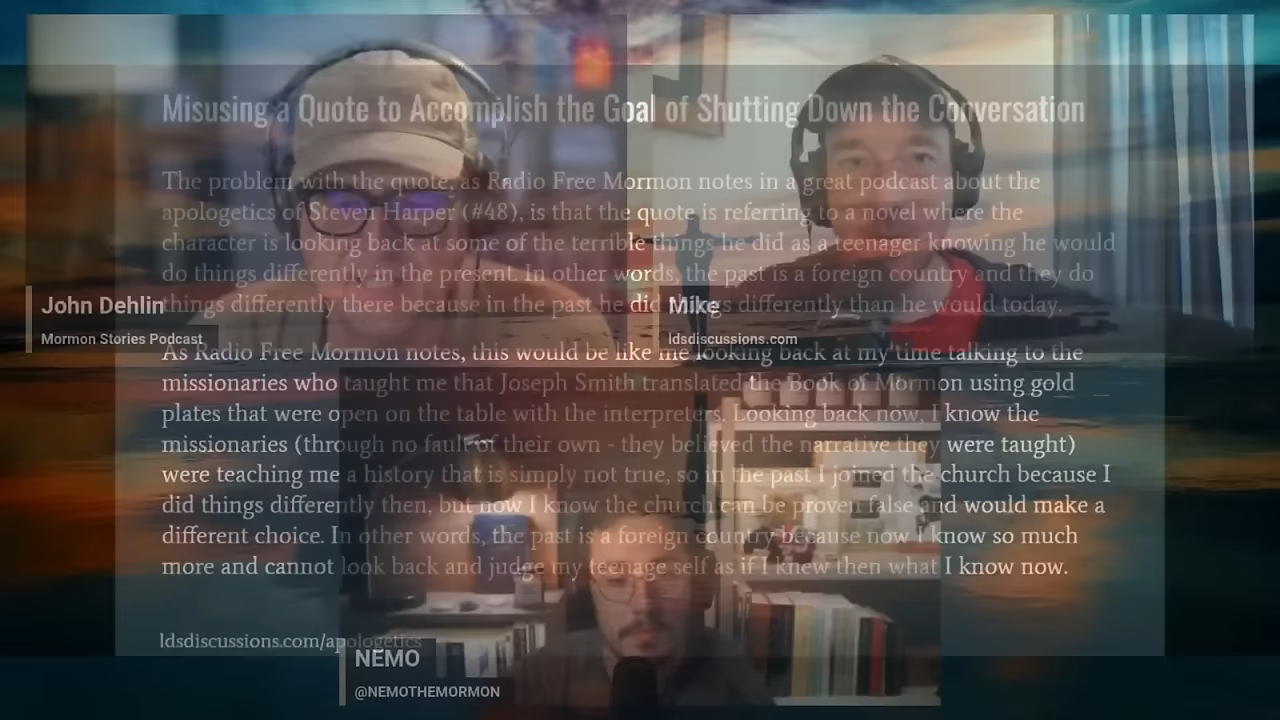 Misusing a Quote to Accomplish the Goal of Shutting Down the Conversation
The problem with the quote, as Radio Free Mormon notes in a great podcast about the
apologetics of Steven Harper (#48), is that the quote is referring to a novel where the
character is looking back at some of the terrible things he did as a teenager knowing he would
do things differently in the present. In other words, the past is a foreign country and they do
things differently there because in the past he did things differently than he would today.
John Dehlin
Mormon Stories Podcast
Mike
ldsdiscussions.com
As Radio Free Mormon notes, this would be like me looking back at my time talking to the
missionaries who taught me that Joseph Smith translated the Book of Mormon using gold
plates that were open on the table with the interpreters. Looking back now, i know the
missionaries (through no fault of their own - they believed the narrative they were taught)
were teaching me a history that is simply not true, so in the past I joined the church because I
did things differently then, but now I know the church can be proven false and would make a
different choice. In other words, the past is a foreign country because now i know so much
more and cannot look back and judge my teenage self as if I knew then what I know now.
ldsdiscussions.com/apologetics
NEMO
@NEMOTHEMORMON